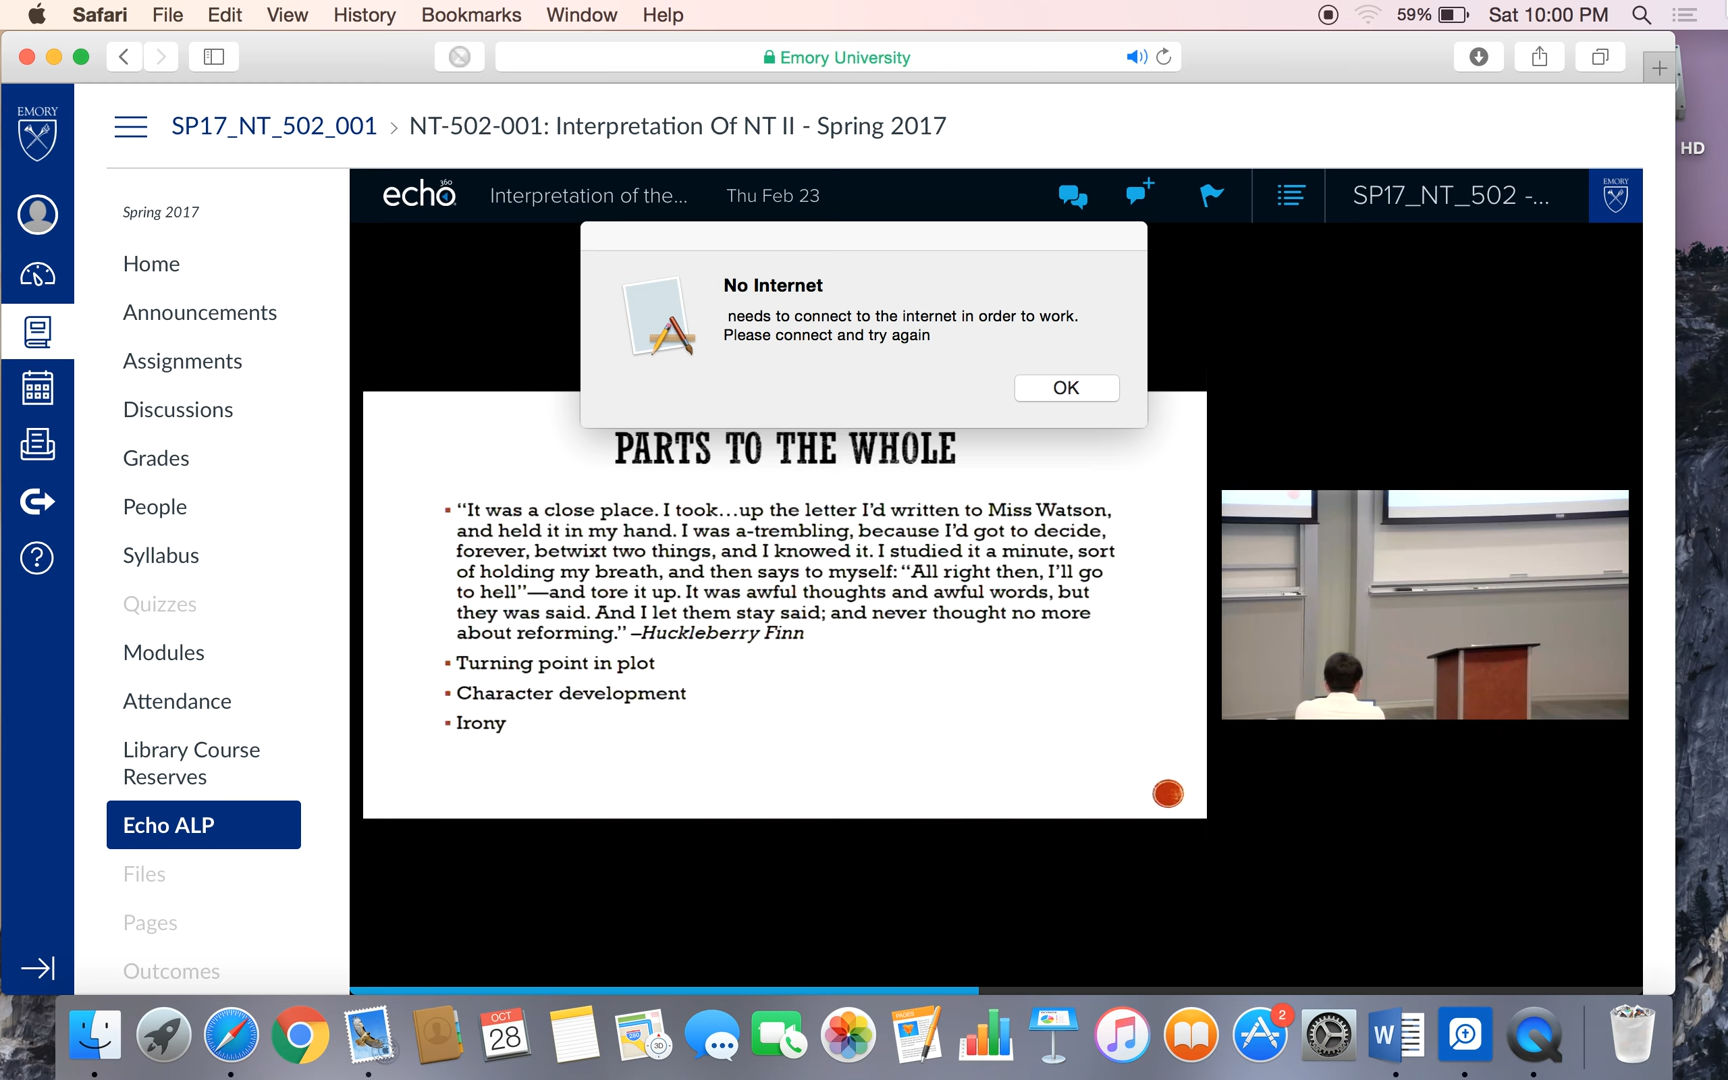 Safari File Edit View History Bookmarks Window Help 59% Sat 10:00 PM
Emory University
EMORY
SP17_NT_502_001 > NT-502-001: Interpretation Of NT II - Spring 2017
HD
Spring 2017
Home
Announcements
Assignments
Discussions
Grades
People
Syllabus
Quizzes
Modules
Attendance
Library Course
Reserves
Echo ALP
Files
Pages
Outcomes
echo360 Interpretation of the... Thu Feb 23 SP17_NT_502 -... EMORY
No Internet
needs to connect to the internet in order to work.
Please connect and try again
OK
PARTS TO THE WHOLE
▪ “It was a close place. I took…up the letter I’d written to Miss Watson,
and held it in my hand. I was a-trembling, because I’d got to decide,
forever, betwixt two things, and I knowed it. I studied it a minute, sort
of holding my breath, and then says to myself: “All right then, I’ll go
to hell”—and tore it up. It was awful thoughts and awful words, but
they was said. And I let them stay said; and never thought no more
about reforming.” –Huckleberry Finn
▪ Turning point in plot
▪ Character development
▪ Irony
OCT
28
PAGES
2
W